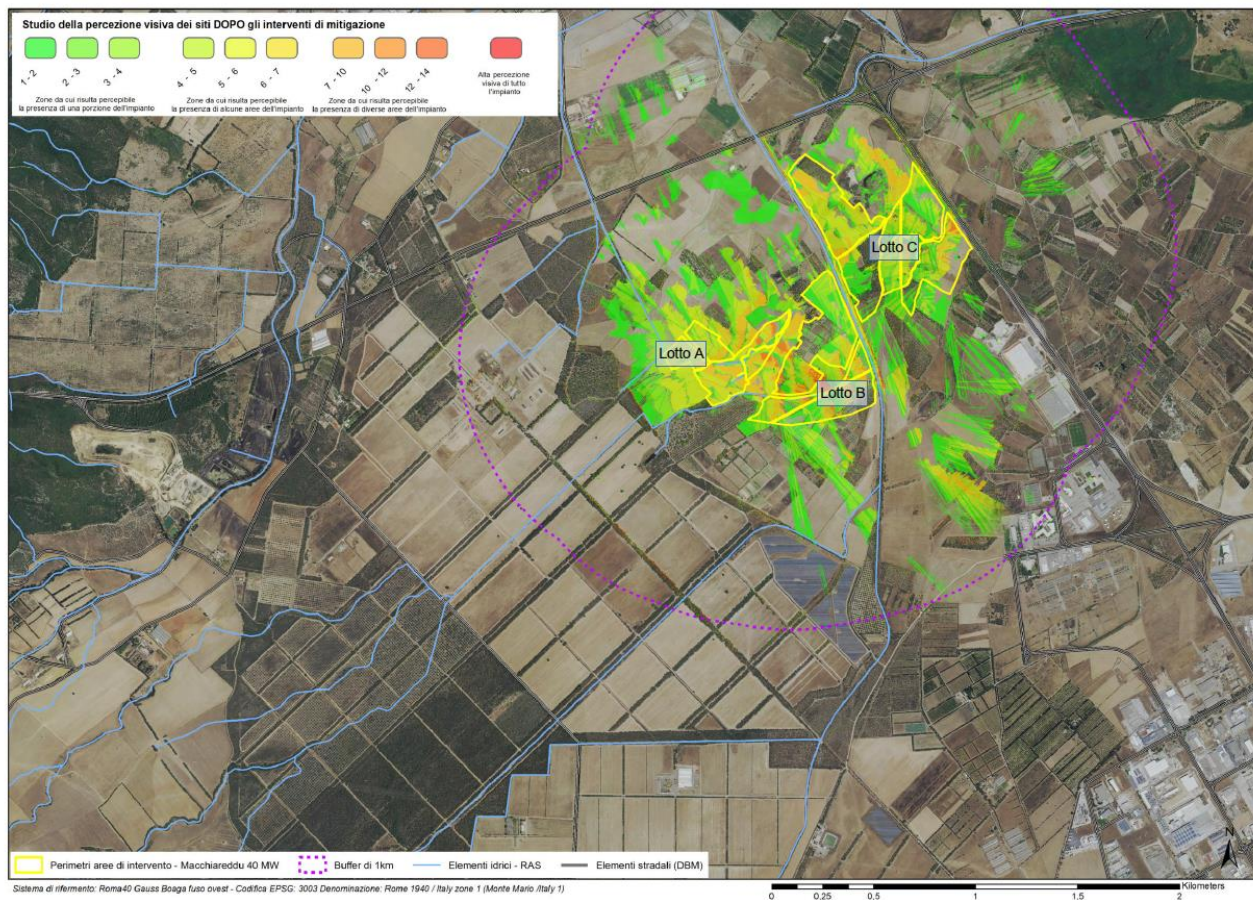 Studio della percezione visiva dei siti DOPO gli interventi di mitigazione
1 - 2
2 - 3
3 - 4
4 - 5
5 - 6
6 - 7
7 - 10
10 - 12
12 - 14
Alta percezione
visiva di tutto
l'impianto
Zone da cui risulta percepibile
la presenza di una porzione dell'impianto
Zone da cui risulta percepibile
la presenza di alcune aree dell'impianto
Zone da cui risulta percepibile
la presenza di diverse aree dell'impianto
Lotto C
Lotto A
Lotto B
N
Perimetri aree di intervento - Macchiareddu 40 MW
Buffer di 1km
Elementi idrici - RAS
Elementi stradali (DBM)
Sistema di rifermento: Roma40 Gauss Boaga fuso ovest - Codifica EPSG: 3003 Denominazione: Rome 1940 / Italy zone 1 (Monte Mario /Italy 1)
Kilometers
0 0,25 0,5 1 1,5 2